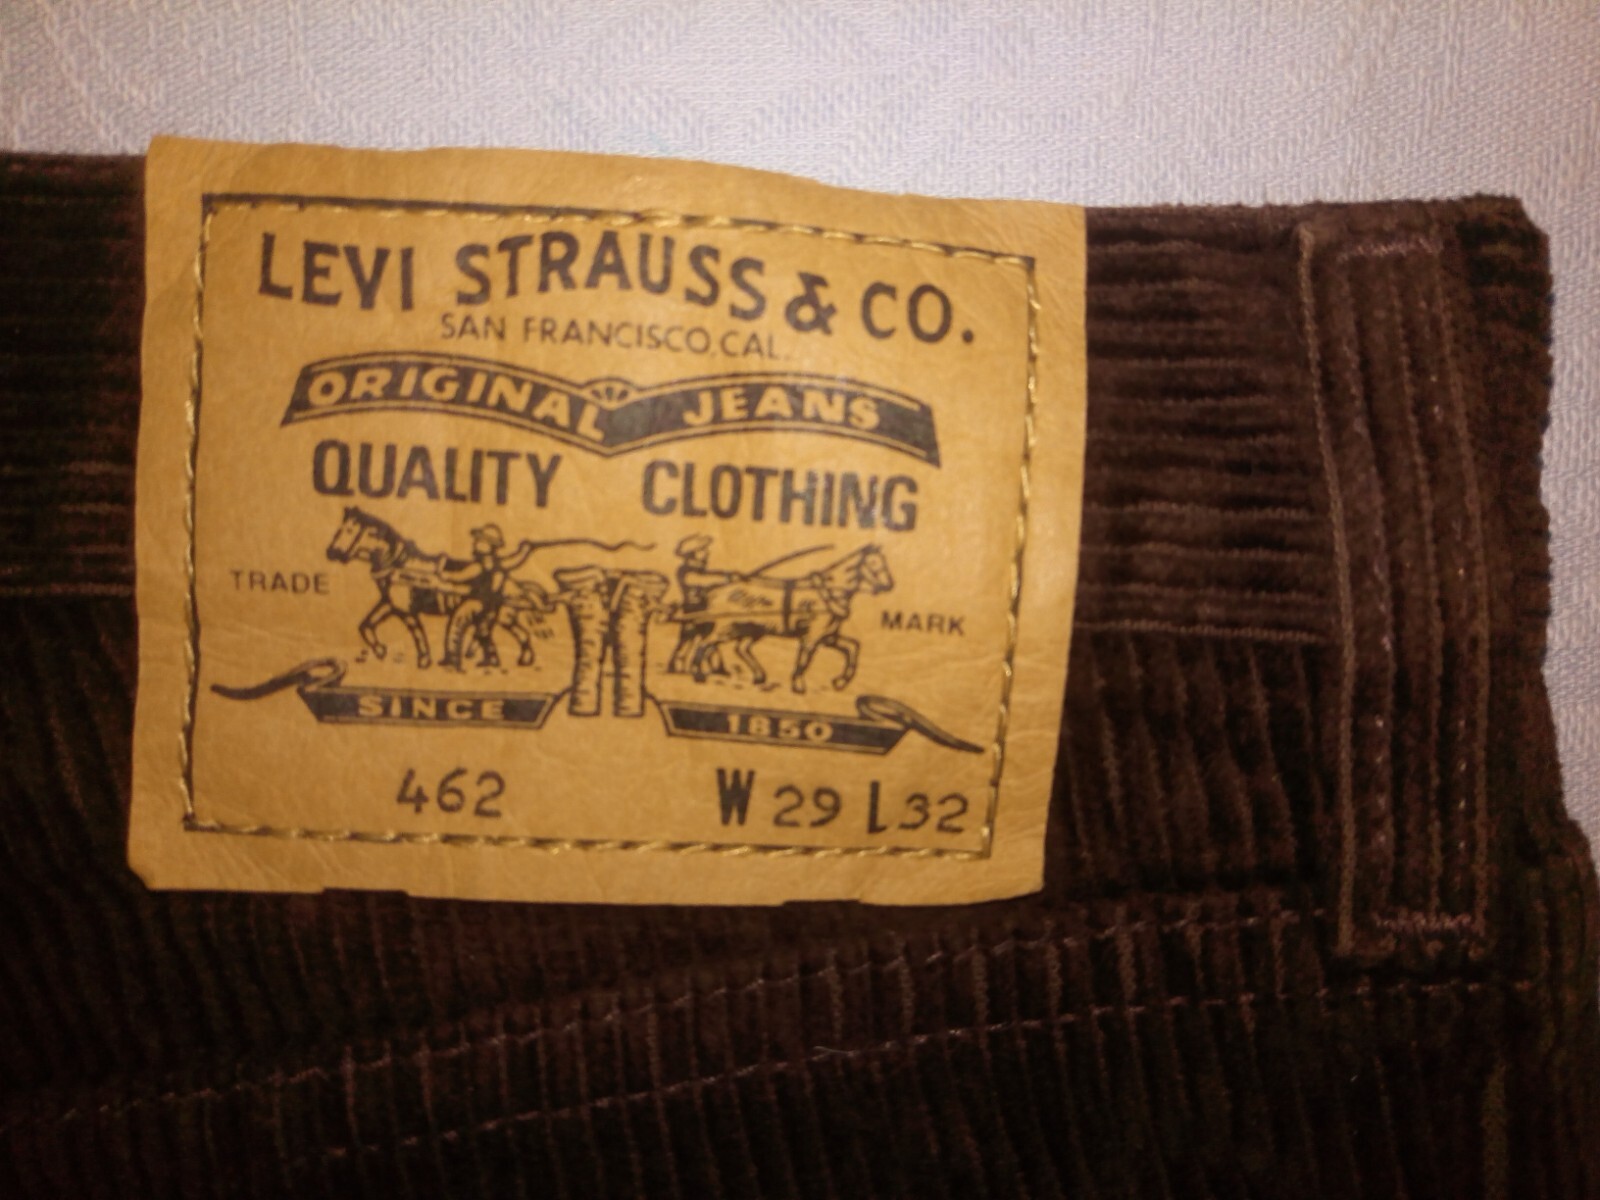 LEVI STRAUSS & CO.
SAN FRANCISCO, CAL.
ORIGINAL JEANS
QUALITY CLOTHING
TRADE MARK
SINCE 1850
462 W 29 L 32